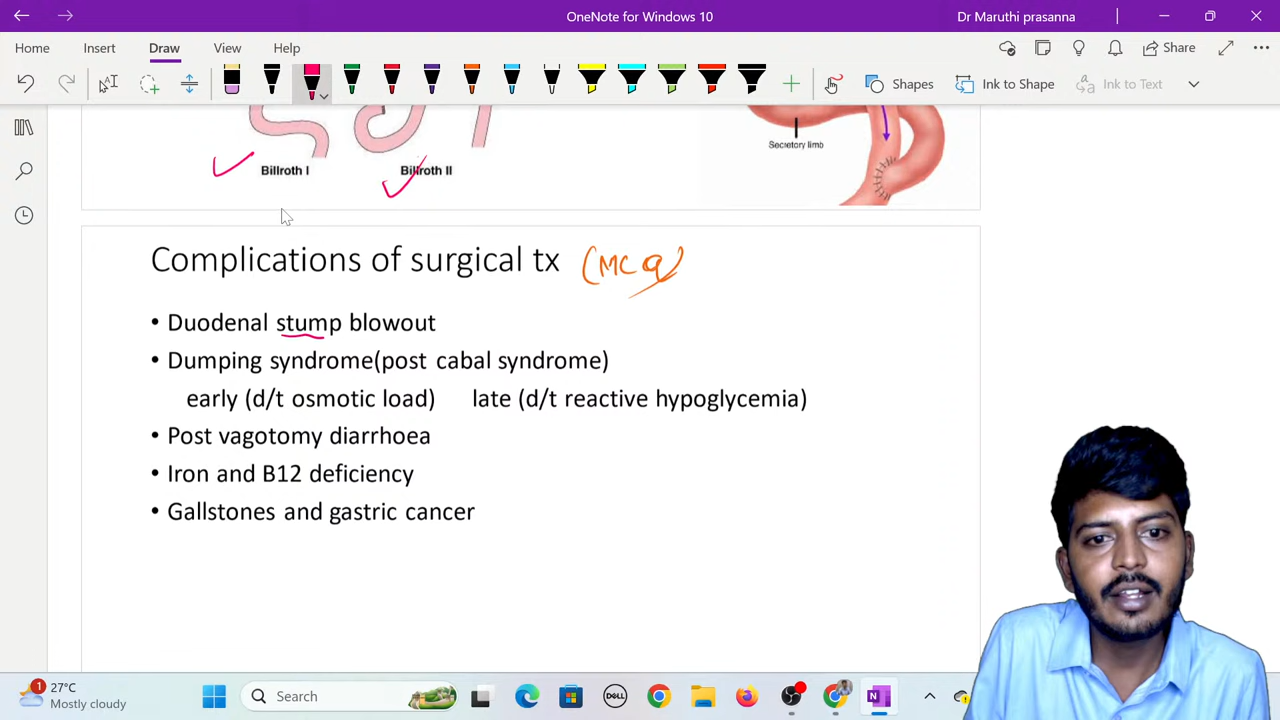 OneNote for Windows 10
Dr Maruthi prasanna
Home Insert Draw View Help
Share
Shapes
Ink to Shape
Ink to Text
Billroth I
Billroth II
Secretory limb
Complications of surgical tx (MCQ)
• Duodenal stump blowout
• Dumping syndrome(post cabal syndrome)
early (d/t osmotic load) late (d/t reactive hypoglycemia)
• Post vagotomy diarrhoea
• Iron and B12 deficiency
• Gallstones and gastric cancer
1
27°C
Mostly cloudy
Search
DELL